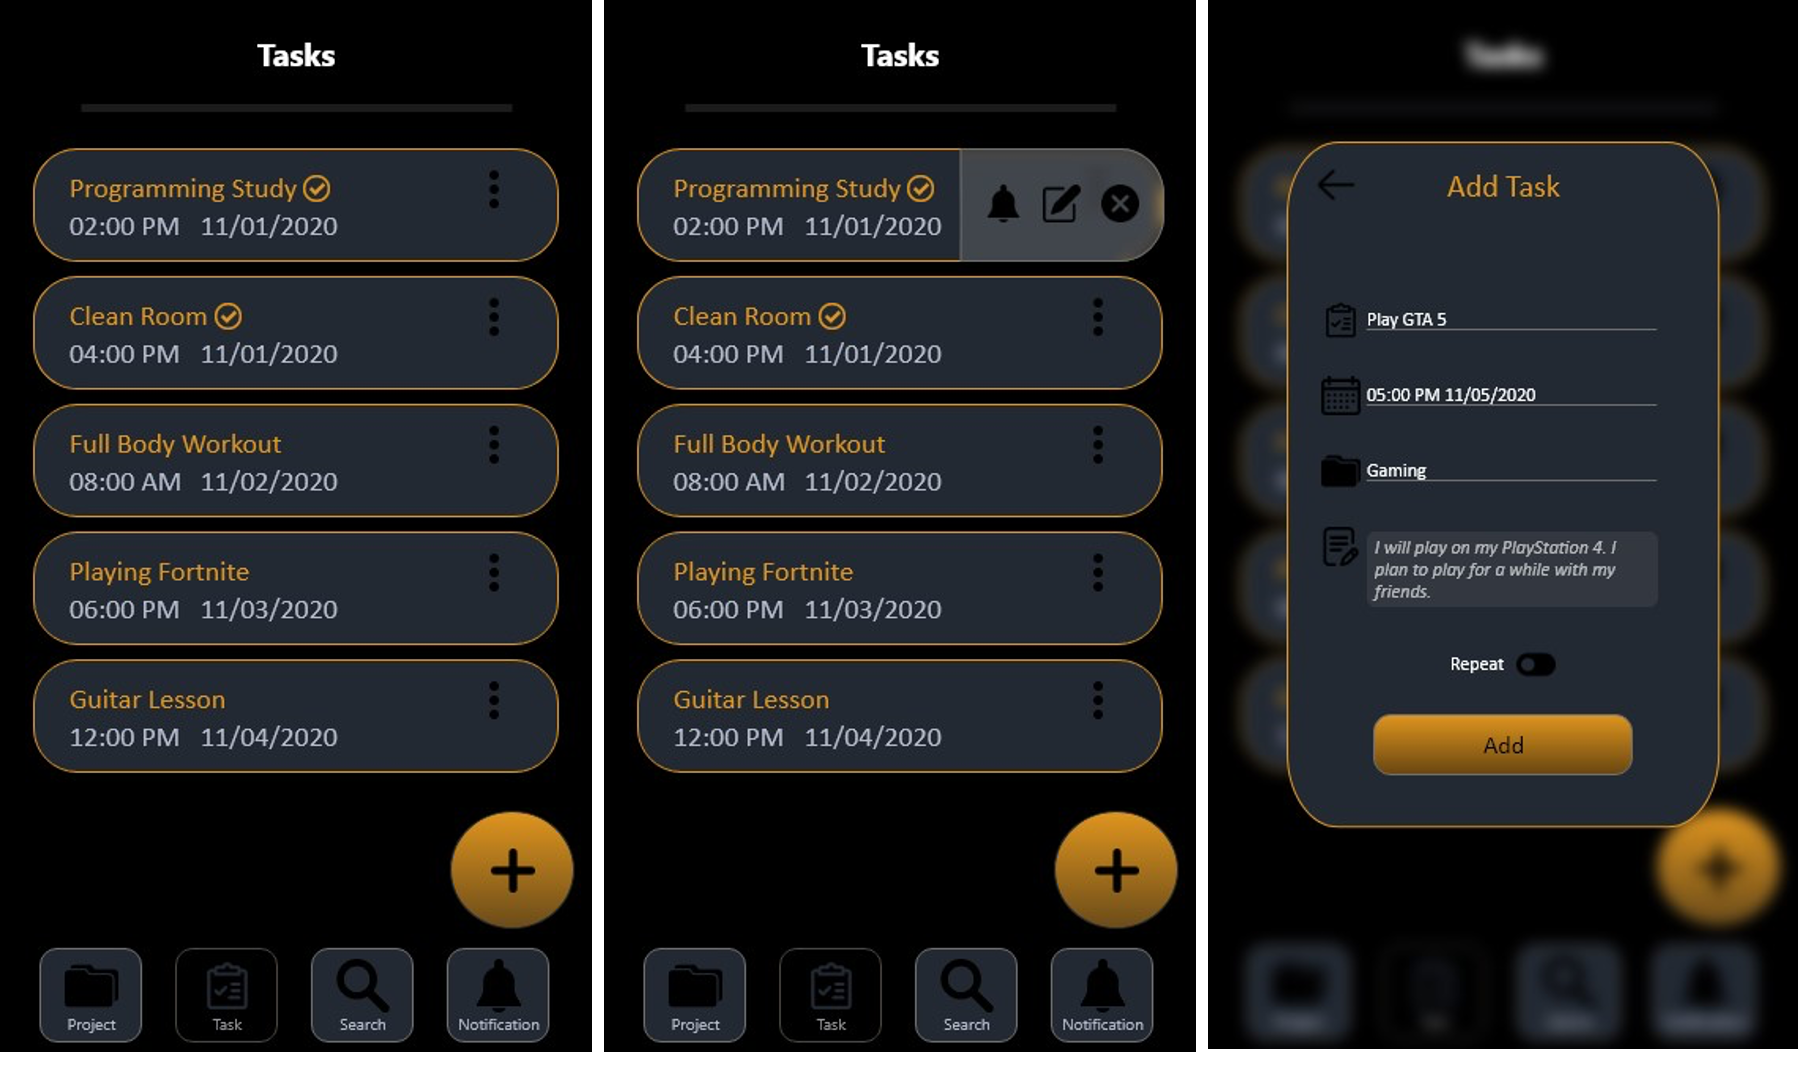 Tasks
Programming Study
02:00 PM 11/01/2020
Clean Room
04:00 PM 11/01/2020
Full Body Workout
08:00 AM 11/02/2020
Playing Fortnite
06:00 PM 11/03/2020
Guitar Lesson
12:00 PM 11/04/2020
Project
Task
Search
Notification
Tasks
Programming Study
02:00 PM 11/01/2020
Clean Room
04:00 PM 11/01/2020
Full Body Workout
08:00 AM 11/02/2020
Playing Fortnite
06:00 PM 11/03/2020
Guitar Lesson
12:00 PM 11/04/2020
Project
Task
Search
Notification
Tasks
Add Task
Play GTA 5
05:00 PM 11/05/2020
Gaming
I will play on my PlayStation 4. I
plan to play for a while with my
friends.
Repeat
Add